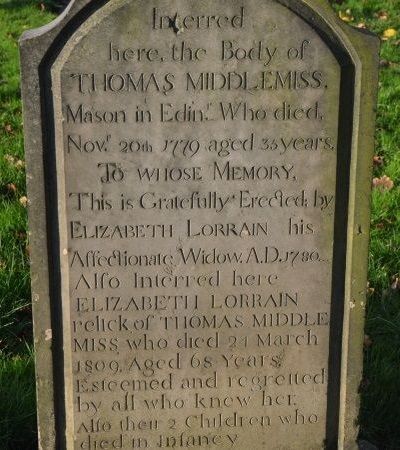 Interred
here, the Body of
THOMAS MIDDLEMISS,
Mason in Edinr. Who died,
Novr. 20th 1779 aged 33 years.
TO WHOSE MEMORY,
This is Gratefully Erected; by
ELIZABETH LORRAIN his
Affectionate Widow, A.D. 1780.
Also Interred here
ELIZABETH LORRAIN
relict of THOMAS MIDDLE
MISS, who died 24 March
1809, Aged 68 Years
Esteemed and regretted
by all who knew her,
Also their 2 Children who
died in Infancy